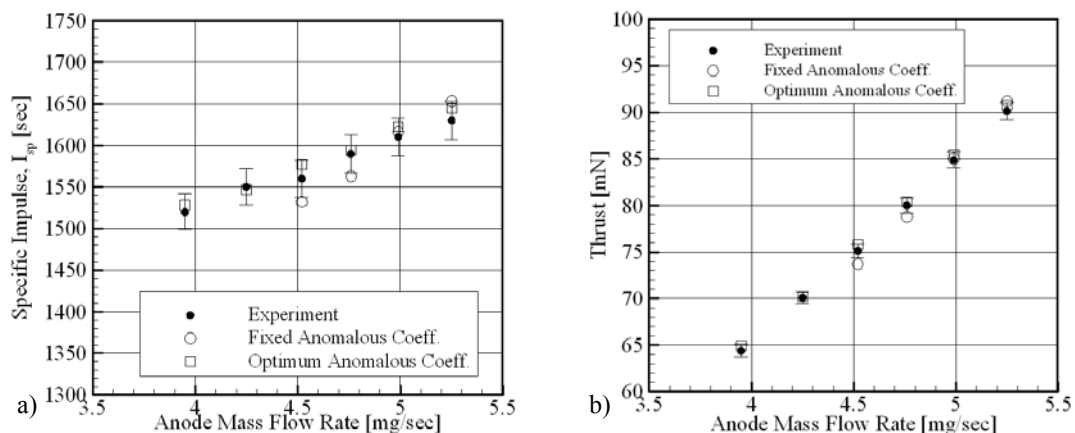 1750
1700
1650
1600
1550
1500
1450
1400
1350
1300
Specific Impulse, I_sp [sec]
Experiment
Fixed Anomalous Coeff.
Optimum Anomalous Coeff.
3.5 4 4.5 5 5.5
Anode Mass Flow Rate [mg/sec]
a)
100
95
90
85
80
75
70
65
60
Thrust [mN]
Experiment
Fixed Anomalous Coeff.
Optimum Anomalous Coeff.
3.5 4 4.5 5 5.5
Anode Mass Flow Rate [mg/sec]
b)